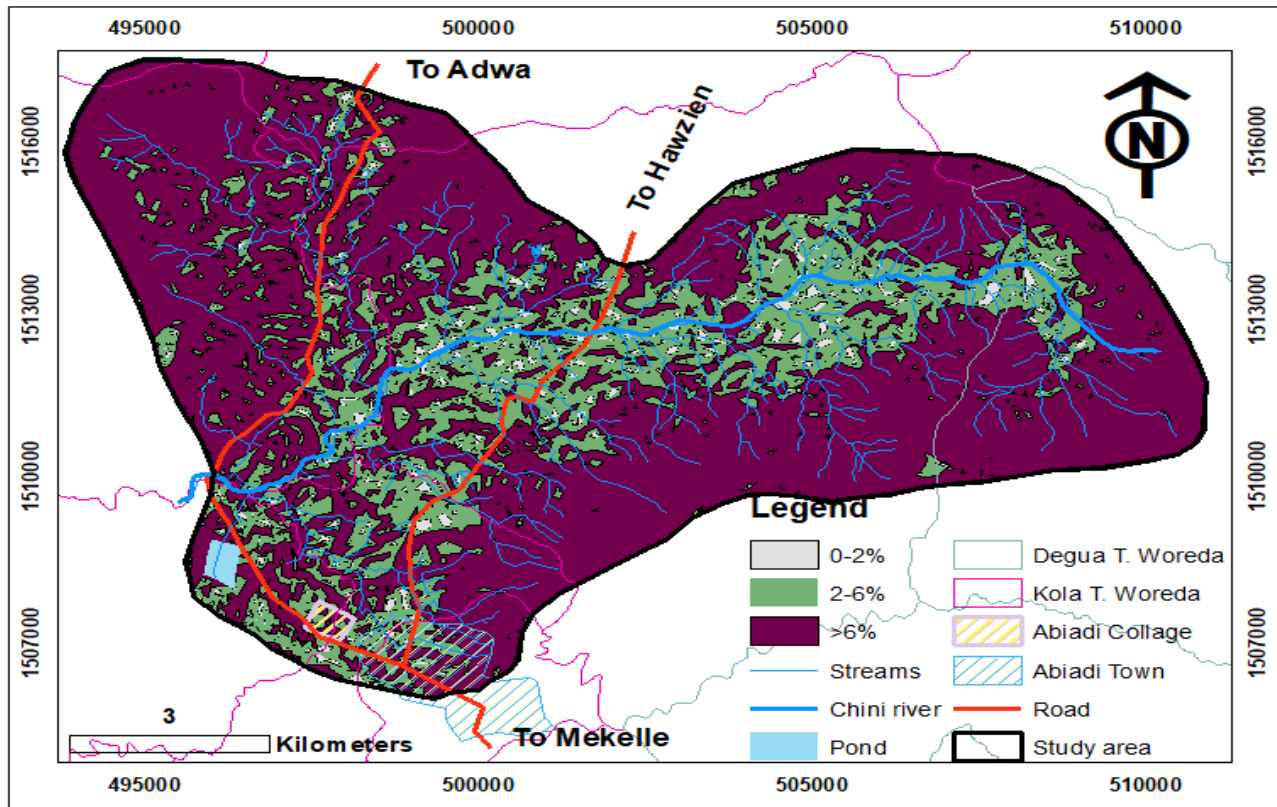 495000 500000 505000 510000
To Adwa
To Hawzien
N
1516000 1516000
1513000 1513000
1510000 1510000
1507000 1507000
Legend
0-2% Degua T. Woreda
2-6% Kola T. Woreda
>6% Abiadi Collage
Streams Abiadi Town
Chini river Road
Pond Study area
3
Kilometers
To Mekelle
495000 500000 505000 510000